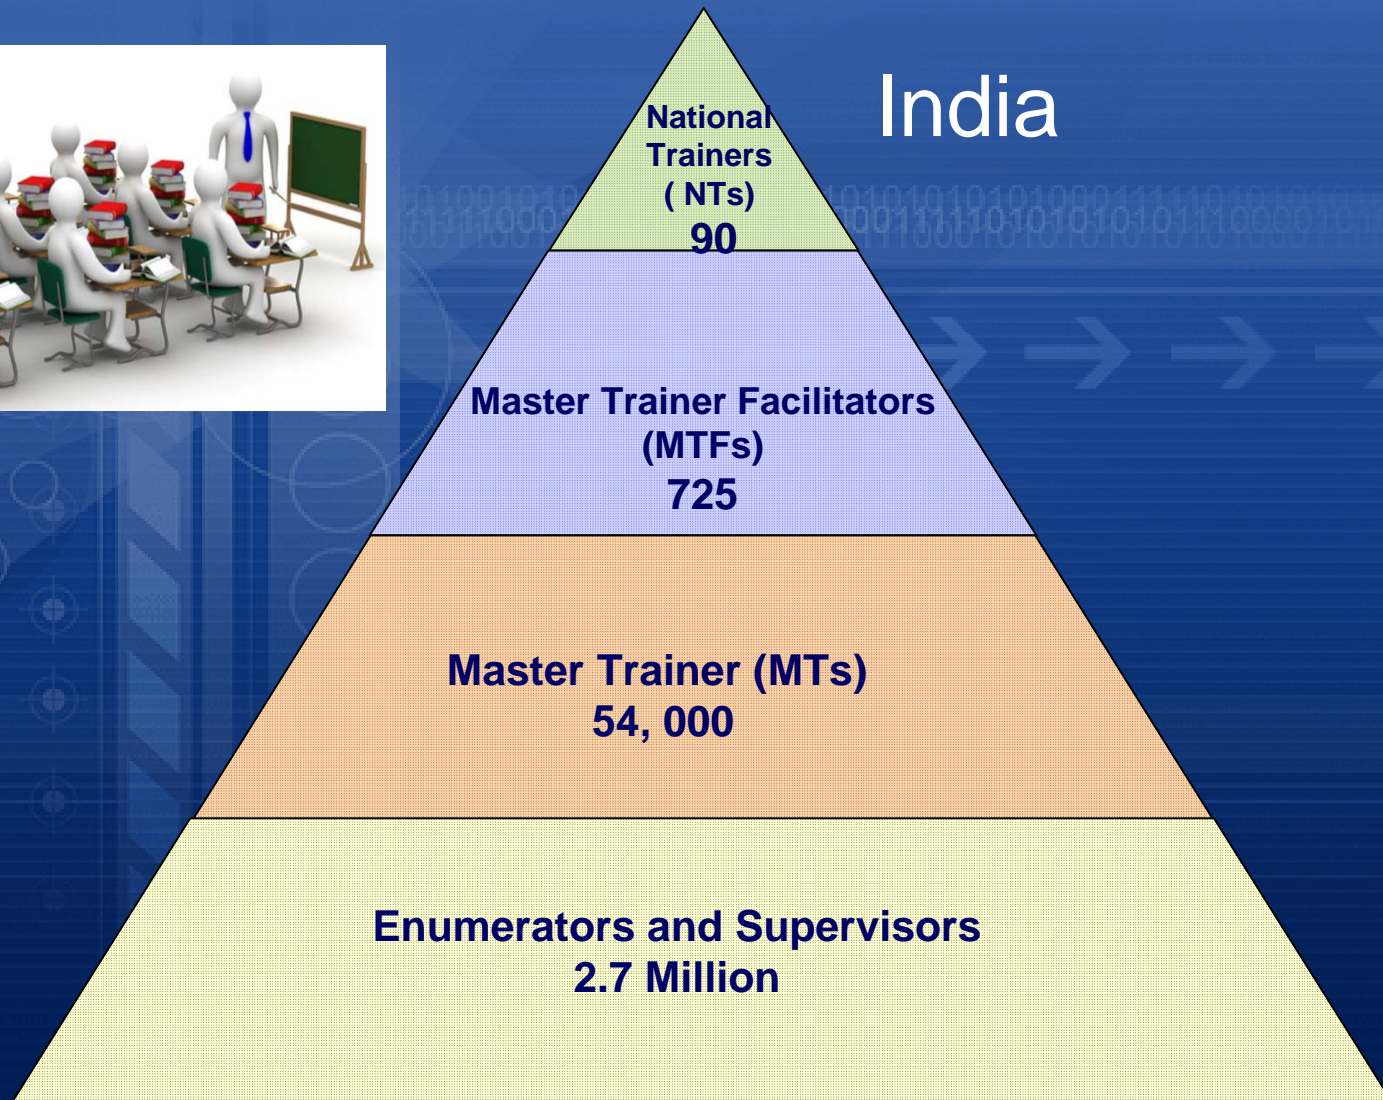 India
National
Trainers
( NTs)
90
Master Trainer Facilitators
(MTFs)
725
Master Trainer (MTs)
54, 000
Enumerators and Supervisors
2.7 Million